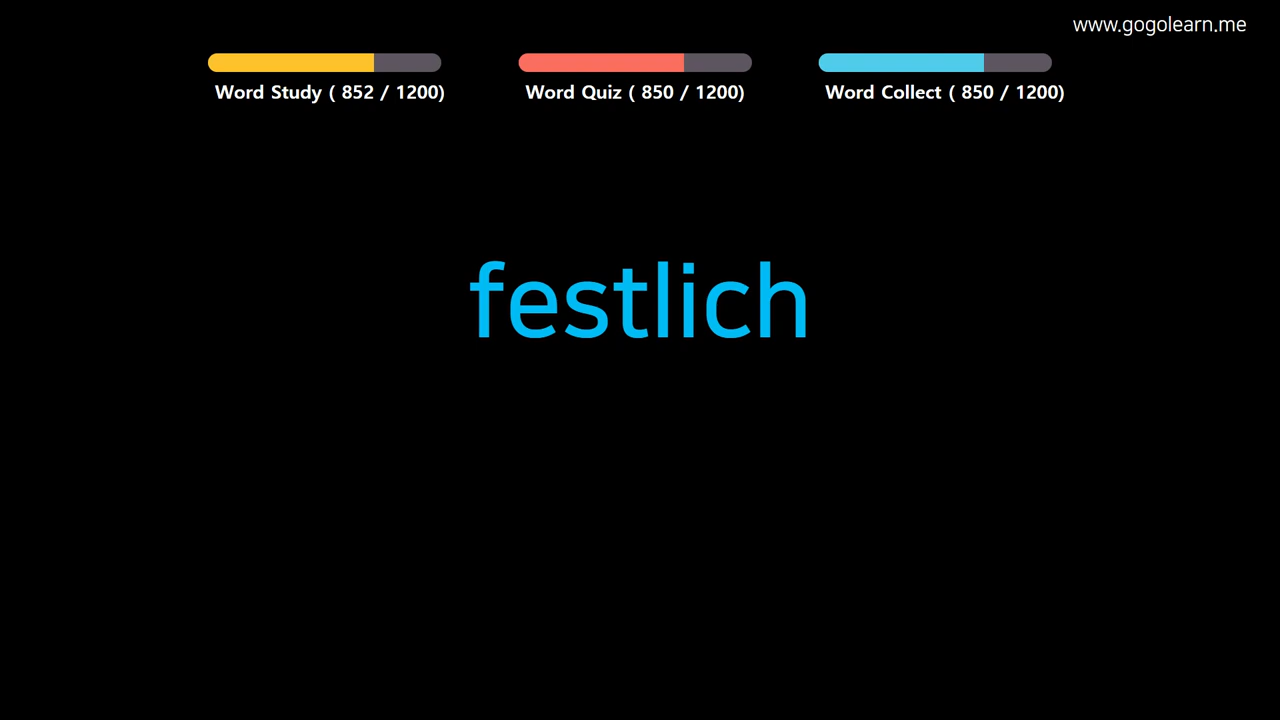 www.gogolearn.me
Word Study ( 852 / 1200)
Word Quiz ( 850 / 1200)
Word Collect ( 850 / 1200)
festlich